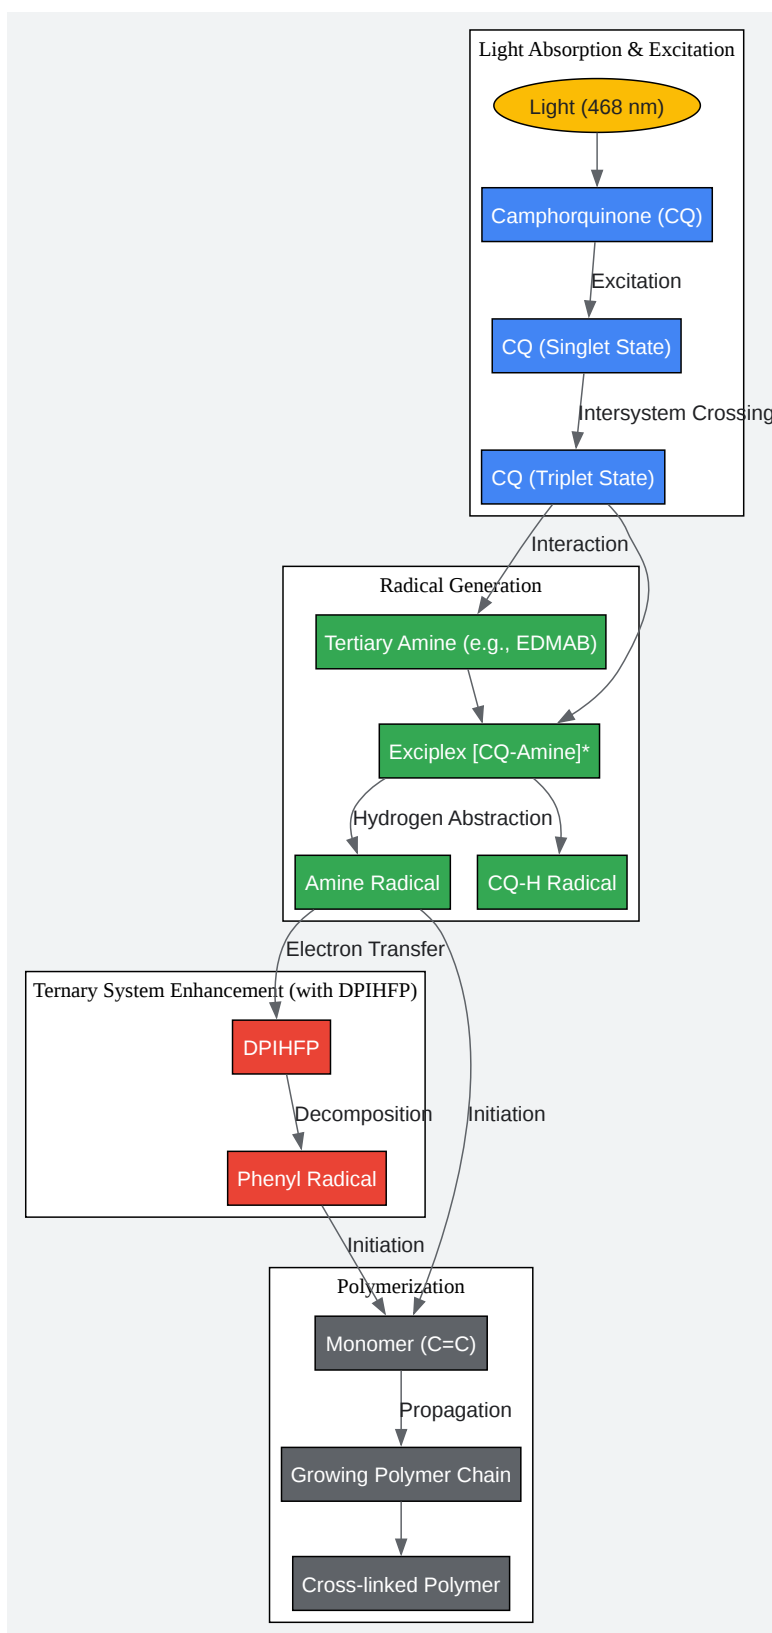 Light Absorption & Excitation
Light (468 nm)
Camphorquinone (CQ)
Excitation
CQ (Singlet State)
Intersystem Crossing
CQ (Triplet State)
Interaction
Radical Generation
Tertiary Amine (e.g., EDMAB)
Exciplex [CQ-Amine]*
Hydrogen Abstraction
Amine Radical
CQ-H Radical
Electron Transfer
Ternary System Enhancement (with DPIHFP)
DPIHFP
Decomposition
Initiation
Phenyl Radical
Initiation
Polymerization
Monomer (C=C)
Propagation
Growing Polymer Chain
Cross-linked Polymer